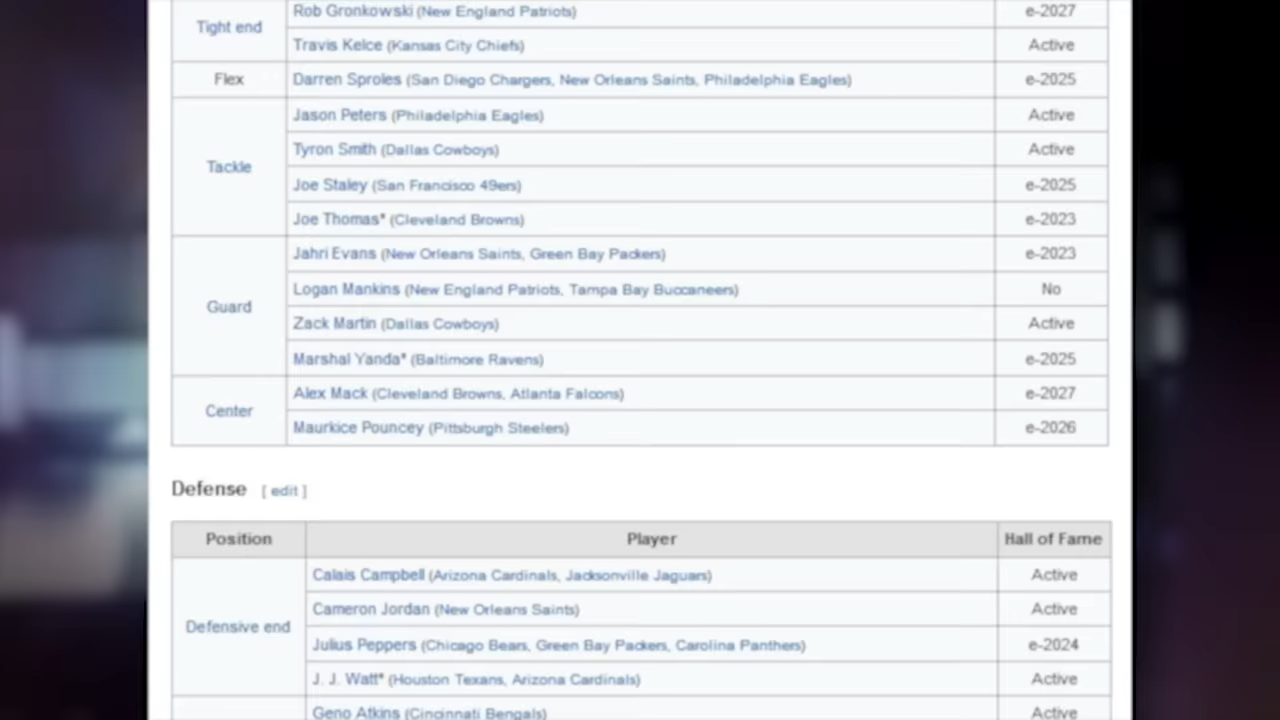 Tight end
Rob Gronkowski (New England Patriots) e-2027
Travis Kelce (Kansas City Chiefs) Active
Flex Darren Sproles (San Diego Chargers, New Orleans Saints, Philadelphia Eagles) e-2025
Tackle
Jason Peters (Philadelphia Eagles) Active
Tyron Smith (Dallas Cowboys) Active
Joe Staley (San Francisco 49ers) e-2025
Joe Thomas* (Cleveland Browns) e-2023
Guard
Jahri Evans (New Orleans Saints, Green Bay Packers) e-2023
Logan Mankins (New England Patriots, Tampa Bay Buccaneers) No
Zack Martin (Dallas Cowboys) Active
Marshal Yanda* (Baltimore Ravens) e-2025
Center
Alex Mack (Cleveland Browns, Atlanta Falcons) e-2027
Maurkice Pouncey (Pittsburgh Steelers) e-2026
Defense [ edit ]
Position Player Hall of Fame
Defensive end
Calais Campbell (Arizona Cardinals, Jacksonville Jaguars) Active
Cameron Jordan (New Orleans Saints) Active
Julius Peppers (Chicago Bears, Green Bay Packers, Carolina Panthers) e-2024
J. J. Watt* (Houston Texans, Arizona Cardinals) Active
Geno Atkins (Cincinnati Bengals) Active